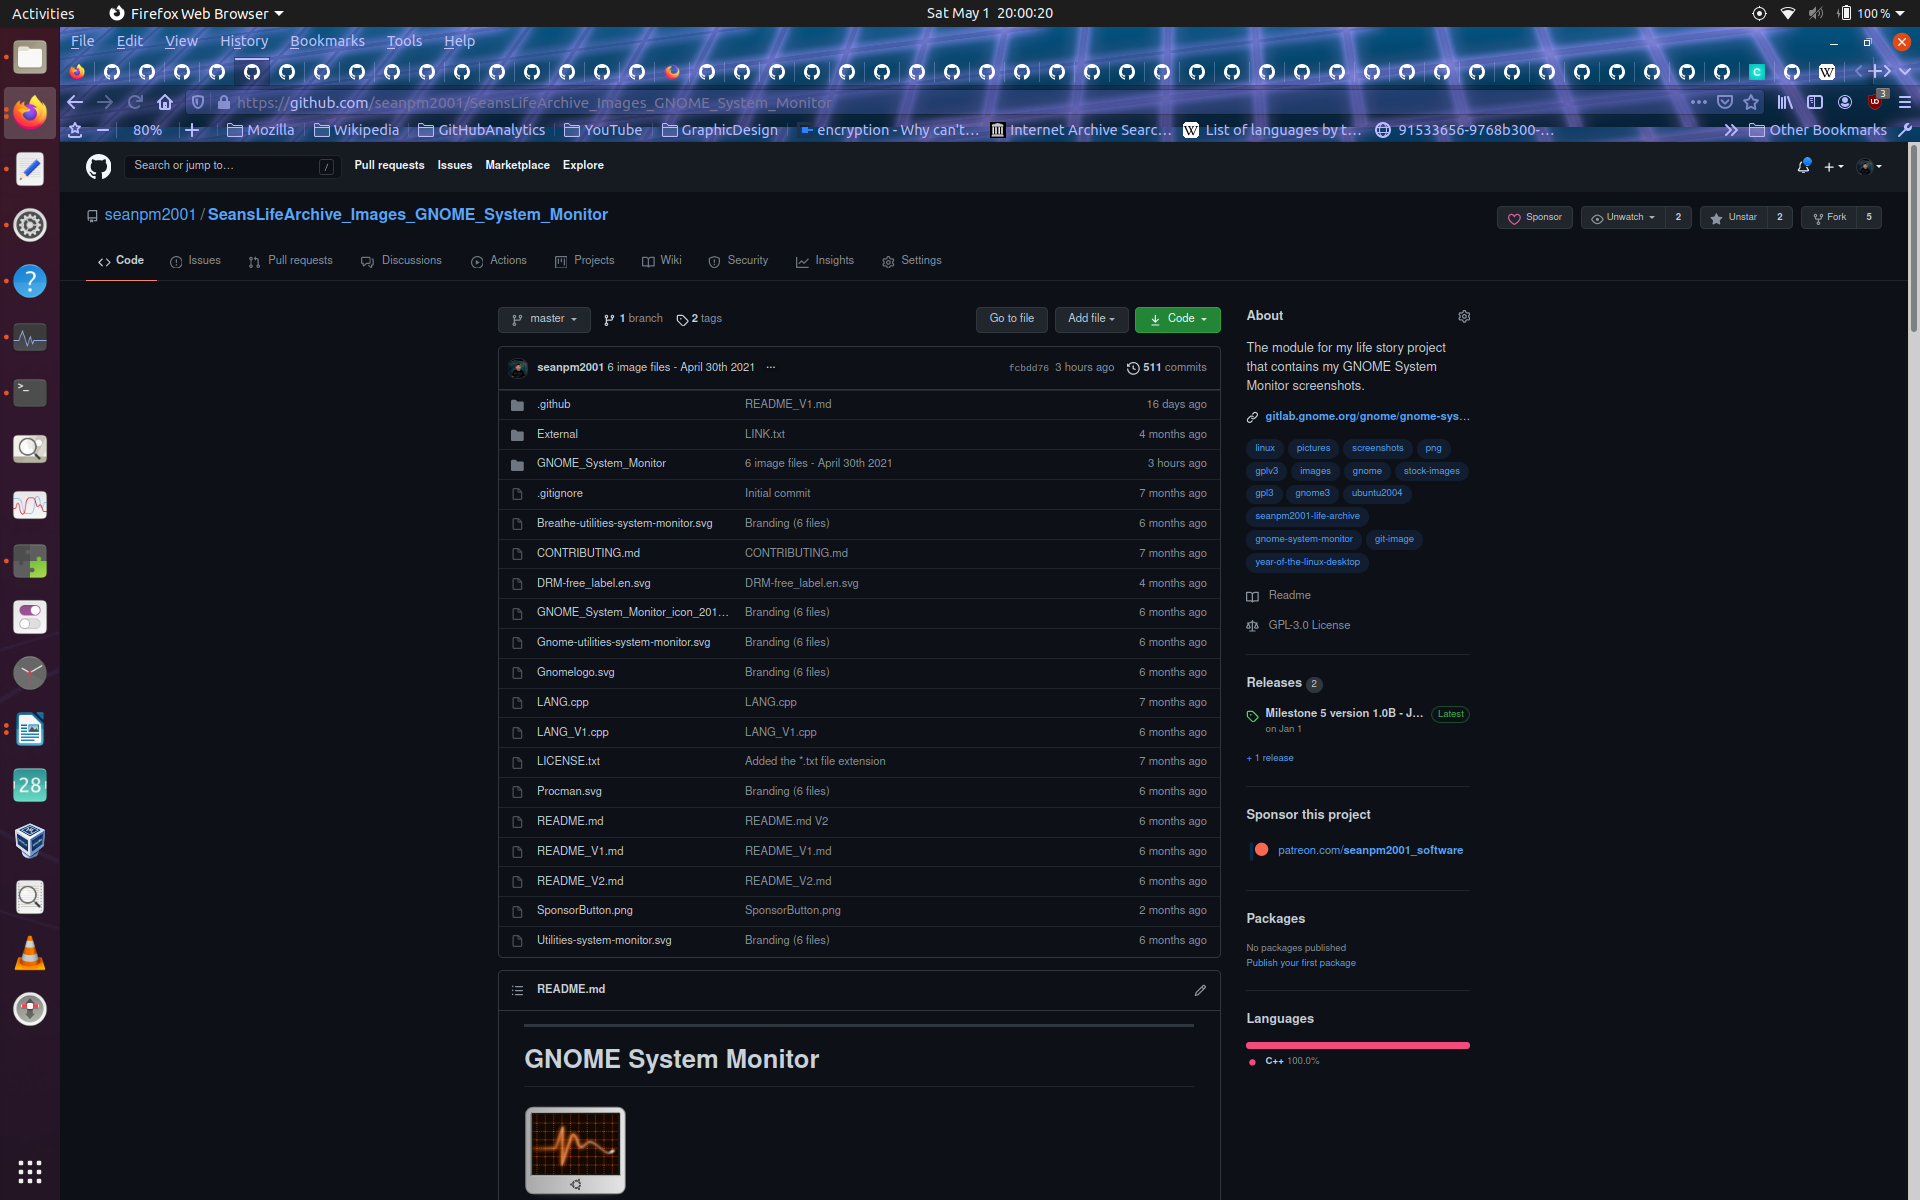 Activities Firefox Web Browser Sat May 1 20:00:20 100 %
File Edit View History Bookmarks Tools Help
https://github.com/seanpm2001/SeansLifeArchive_Images_GNOME_System_Monitor 3
80% Mozilla Wikipedia GitHubAnalytics YouTube GraphicDesign encryption - Why can't... Internet Archive Searc... List of languages by t... 91533656-9768b300-... Other Bookmarks
Search or jump to... / Pull requests Issues Marketplace Explore
seanpm2001 / SeansLifeArchive_Images_GNOME_System_Monitor Sponsor Unwatch 2 Unstar 2 Fork 5
Code Issues Pull requests Discussions Actions Projects Wiki Security Insights Settings
master 1 branch 2 tags Go to file Add file Code
seanpm2001 6 image files - April 30th 2021 ... fcbdd76 3 hours ago 511 commits
.github README_V1.md 16 days ago
External LINK.txt 4 months ago
GNOME_System_Monitor 6 image files - April 30th 2021 3 hours ago
.gitignore Initial commit 7 months ago
Breathe-utilities-system-monitor.svg Branding (6 files) 6 months ago
CONTRIBUTING.md CONTRIBUTING.md 7 months ago
DRM-free_label.en.svg DRM-free_label.en.svg 4 months ago
GNOME_System_Monitor_icon_201... Branding (6 files) 6 months ago
Gnome-utilities-system-monitor.svg Branding (6 files) 6 months ago
Gnomelogo.svg Branding (6 files) 6 months ago
LANG.cpp LANG.cpp 7 months ago
LANG_V1.cpp LANG_V1.cpp 6 months ago
LICENSE.txt Added the *.txt file extension 7 months ago
Procman.svg Branding (6 files) 6 months ago
README.md README.md V2 6 months ago
README_V1.md README_V1.md 6 months ago
README_V2.md README_V2.md 6 months ago
SponsorButton.png SponsorButton.png 2 months ago
Utilities-system-monitor.svg Branding (6 files) 6 months ago
README.md
GNOME System Monitor
About
The module for my life story project
that contains my GNOME System
Monitor screenshots.
gitlab.gnome.org/gnome/gnome-sys...
linux pictures screenshots png
gplv3 images gnome stock-images
gpl3 gnome3 ubuntu2004
seanpm2001-life-archive
gnome-system-monitor git-image
year-of-the-linux-desktop
Readme
GPL-3.0 License
Releases 2
Milestone 5 version 1.0B - J... Latest
on Jan 1
+ 1 release
Sponsor this project
patreon.com/seanpm2001_software
Packages
No packages published
Publish your first package
Languages
C++ 100.0%
28